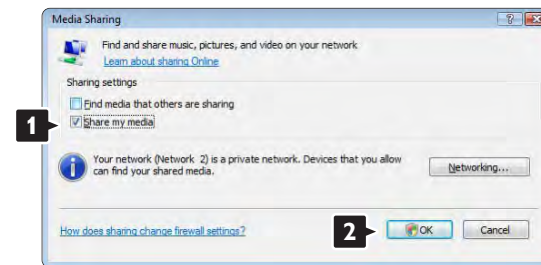 Media Sharing
Find and share music, pictures, and video on your network
Learn about sharing Online
Sharing settings
Find media that others are sharing
1
Share my media
Your network (Network 2) is a private network. Devices that you allow
can find your shared media.
Networking...
How does sharing change firewall settings?
2
OK
Cancel